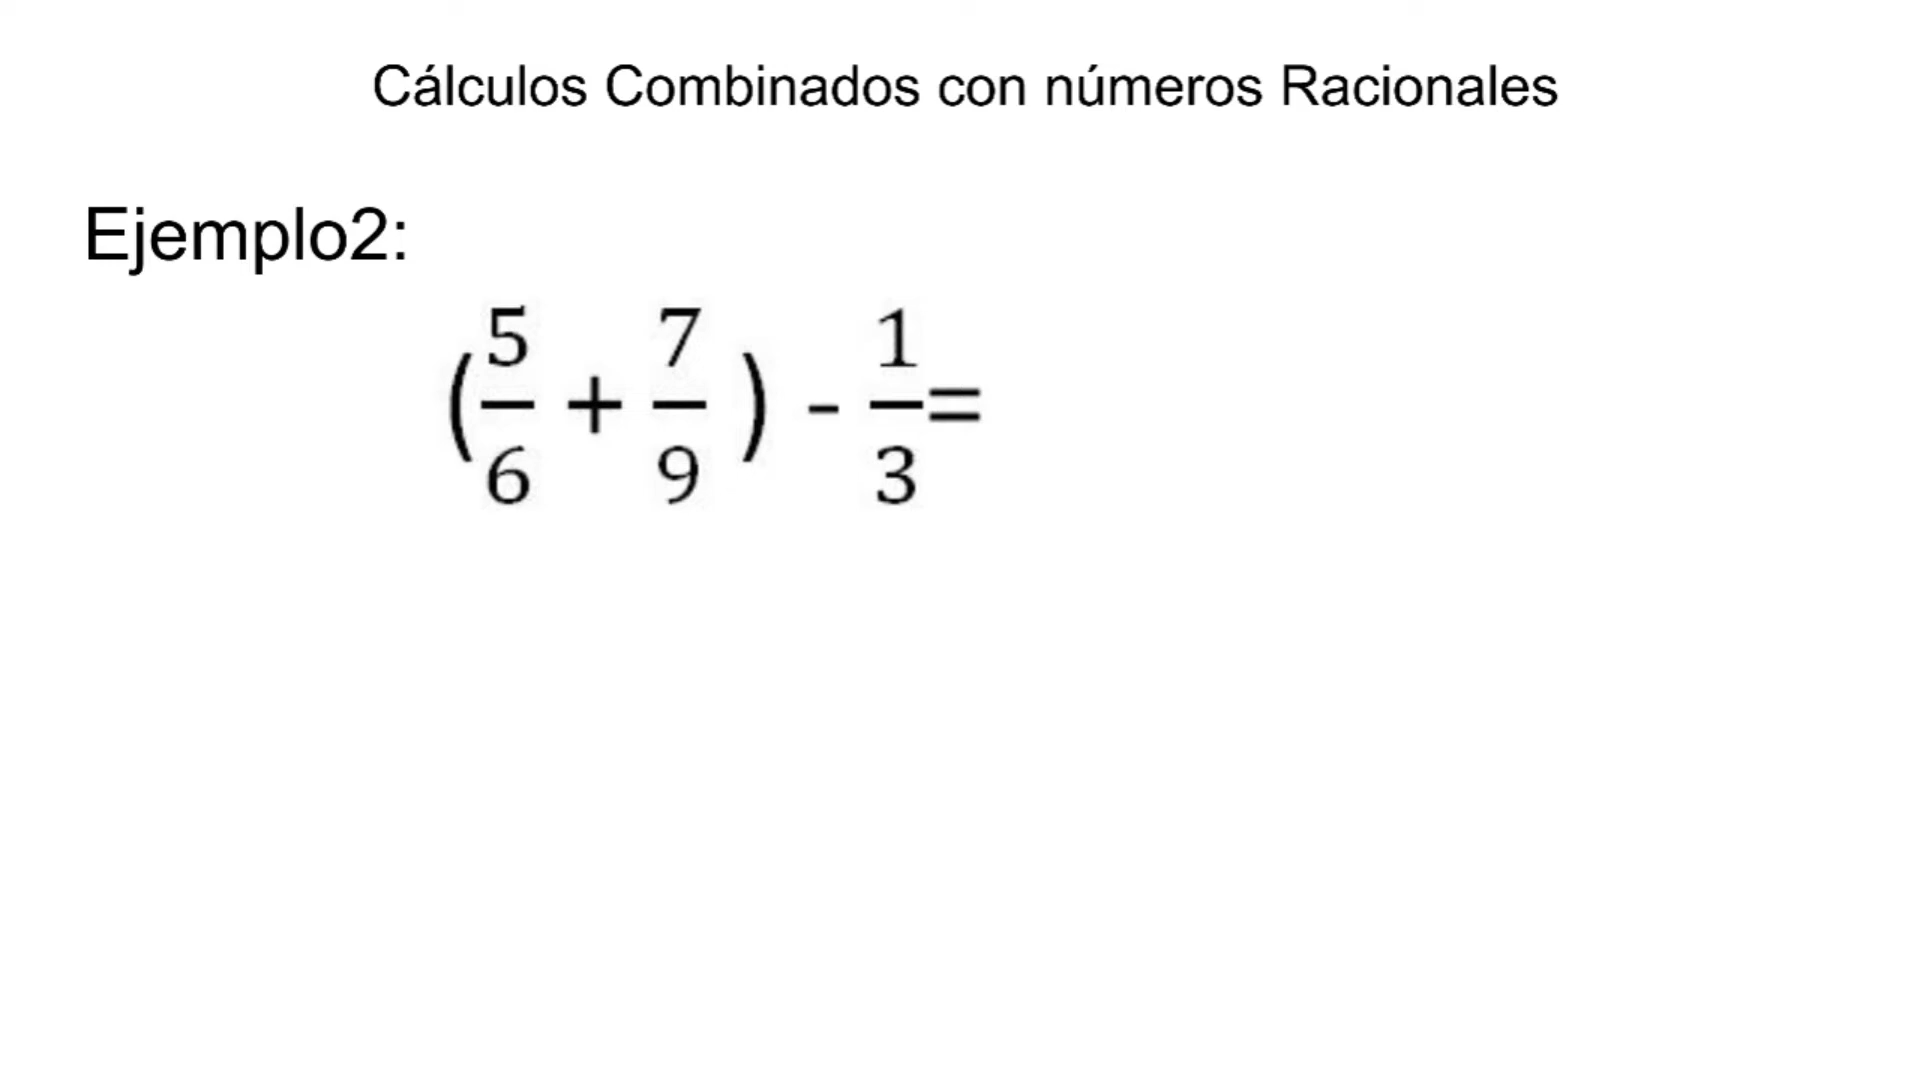 Cálculos Combinados con números Racionales
Ejemplo2:
(5/6 + 7/9 ) - 1/3=